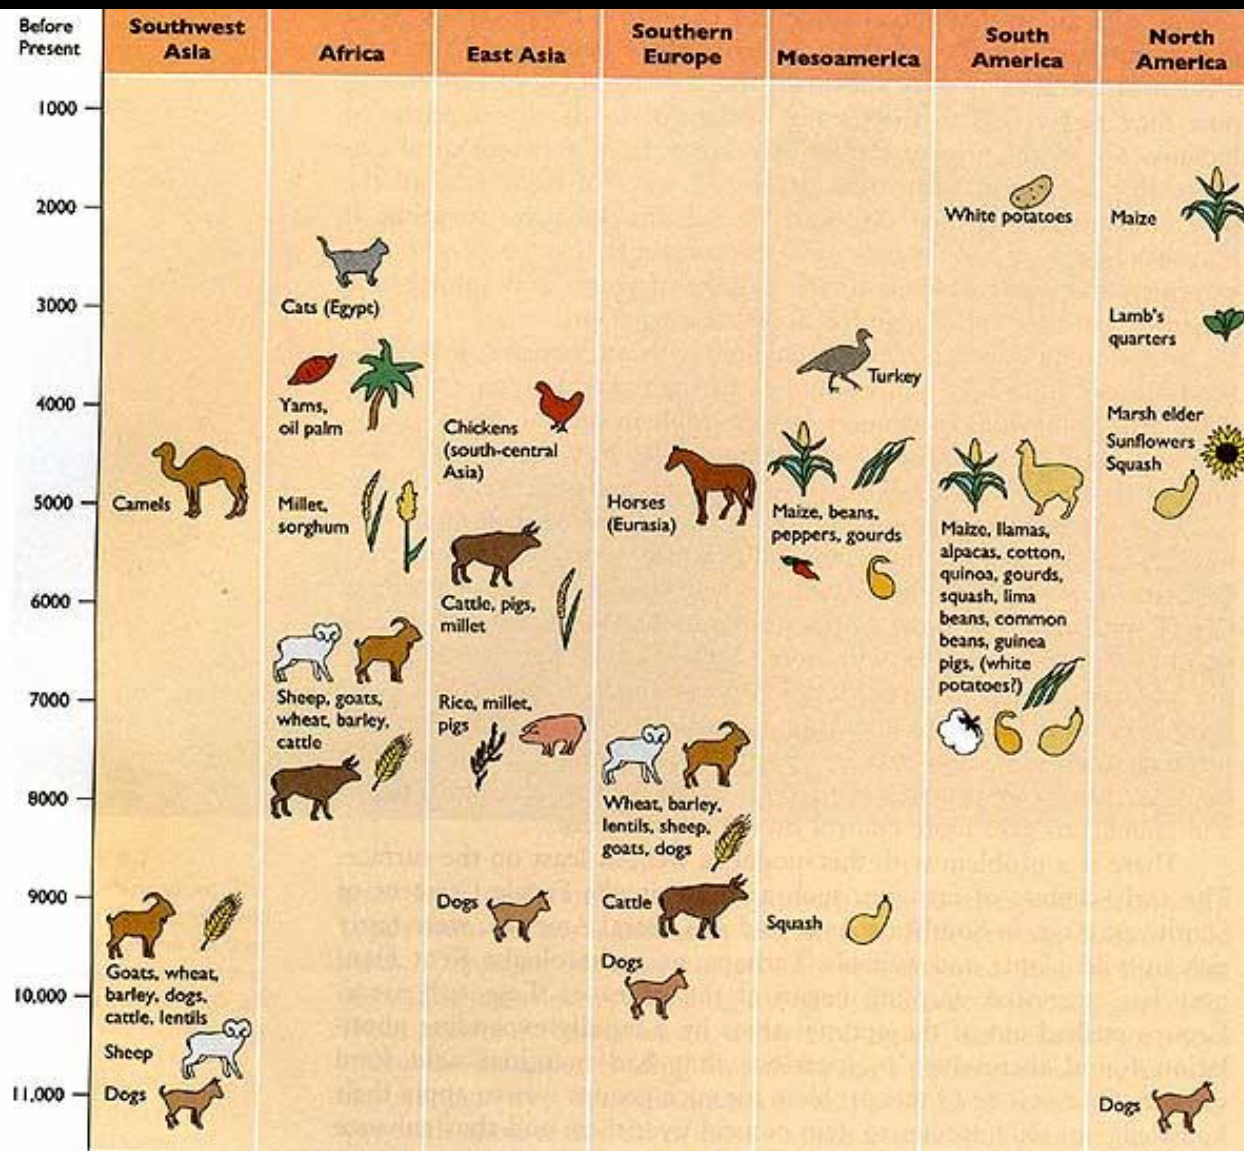 Before
Present
Southwest
Asia
Africa
East Asia
Southern
Europe
Mesoamerica
South
America
North
America
1000
2000
3000
4000
5000
6000
7000
8000
9000
10,000
11,000
Camels
Goats, wheat,
barley, dogs,
cattle, lentils
Sheep
Dogs
Cats (Egypt)
Yams,
oil palm
Millet,
sorghum
Sheep, goats,
wheat, barley,
cattle
Chickens
(south-central
Asia)
Cattle, pigs,
millet
Rice, millet,
pigs
Dogs
Horses
(Eurasia)
Wheat, barley,
lentils, sheep,
goats, dogs
Cattle
Dogs
Turkey
Maize, beans,
peppers, gourds
Squash
White potatoes
Maize, llamas,
alpacas, cotton,
quinoa, gourds,
squash, lima
beans, common
beans, guinea
pigs, (white
potatoes?)
Maize
Lamb's
quarters
Marsh elder
Sunflowers
Squash
Dogs